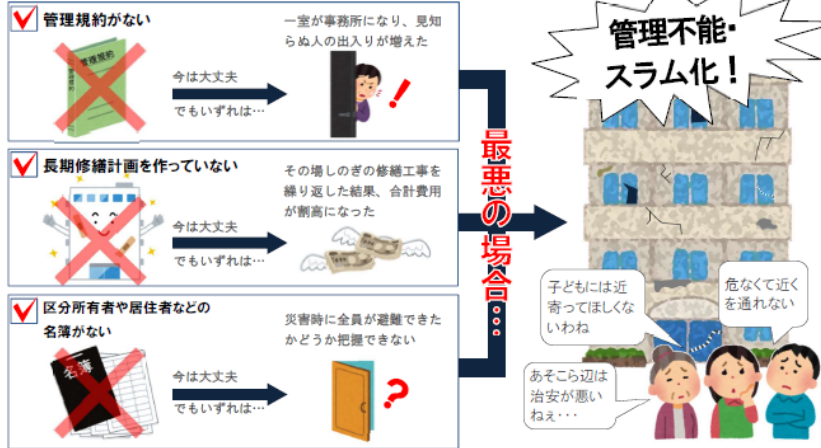 管理規約がない
管理規約
管理規約
今は大丈夫
でもいずれは…
一室が事務所になり、見知
らぬ人の出入りが増えた
！
長期修繕計画を作っていない
今は大丈夫
でもいずれは…
その場しのぎの修繕工事を
繰り返した結果、合計費用
が割高になった
区分所有者や居住者などの
名簿がない
名簿
今は大丈夫
でもいずれは…
災害時に全員が避難できた
かどうか把握できない
?
最悪の場合…
管理不能・
スラム化！
子どもには近
寄ってほしくな
いわね
危なくて近く
を通れない
あそこら辺は
治安が悪い
ねぇ・・・